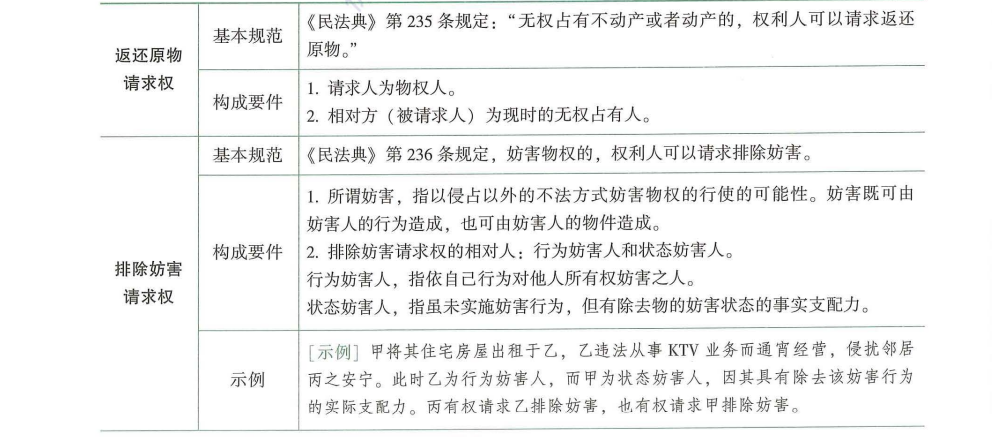 返还原物
请求权
基本规范
《民法典》第 235 条规定：“无权占有不动产或者动产的，权利人可以请求返还
原物。”
构成要件
1. 请求人为物权人。
2. 相对方（被请求人）为现时的无权占有人。
排除妨害
请求权
基本规范
《民法典》第 236 条规定，妨害物权的，权利人可以请求排除妨害。
构成要件
1. 所谓妨害，指以侵占以外的不法方式妨害物权的行使的可能性。妨害既可由
妨害人的行为造成，也可由妨害人的物件造成。
2. 排除妨害请求权的相对人：行为妨害人和状态妨害人。
行为妨害人，指依自己行为对他人所有权妨害之人。
状态妨害人，指虽未实施妨害行为，但有除去物的妨害状态的事实支配力。
示例
［示例］甲将其住宅房屋出租于乙，乙违法从事 KTV 业务而通宵经营，侵扰邻居
丙之安宁。此时乙为行为妨害人，而甲为状态妨害人，因其具有除去该妨害行为
的实际支配力。丙有权请求乙排除妨害，也有权请求甲排除妨害。